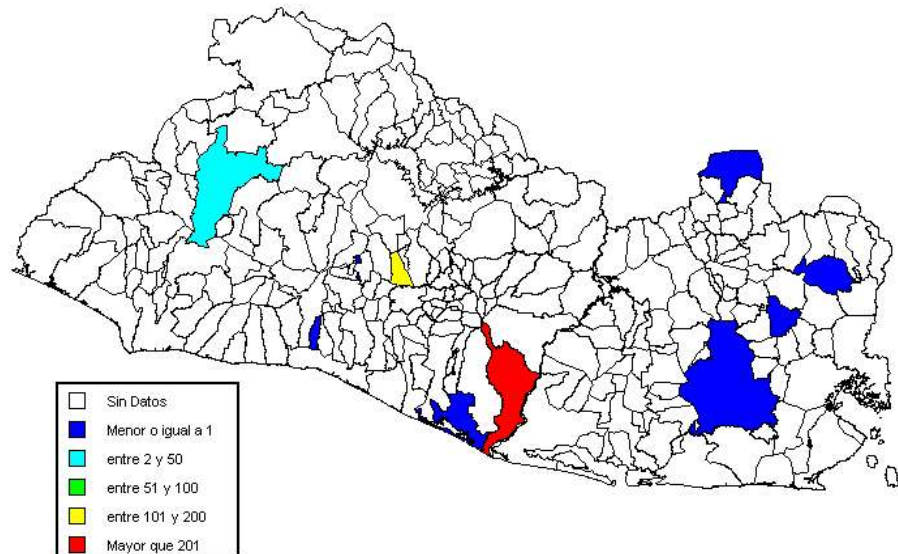 Sin Datos
Menor o igual a 1
entre 2 y 50
entre 51 y 100
entre 101 y 200
Mayor que 201